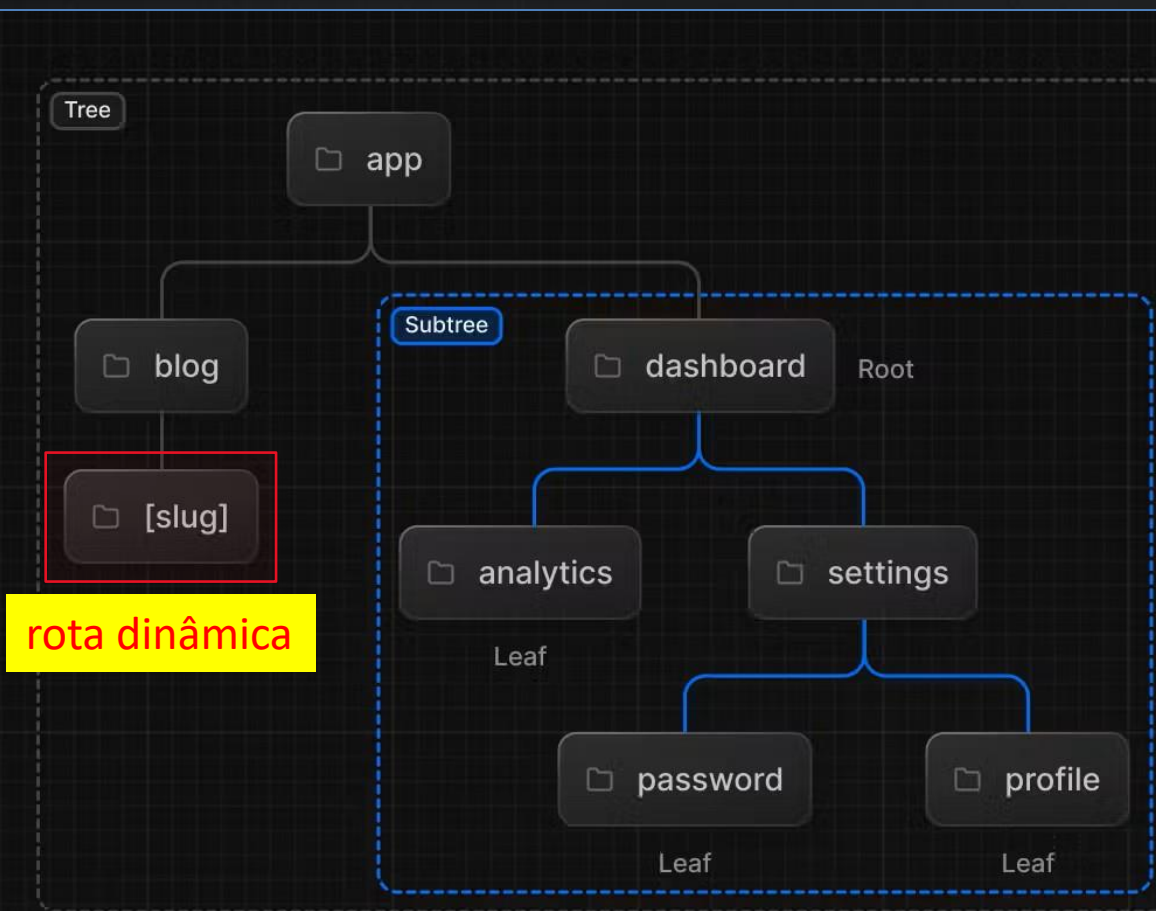 Tree
app
blog
Subtree
dashboard
Root
[slug]
rota dinâmica
analytics
settings
Leaf
password
profile
Leaf
Leaf